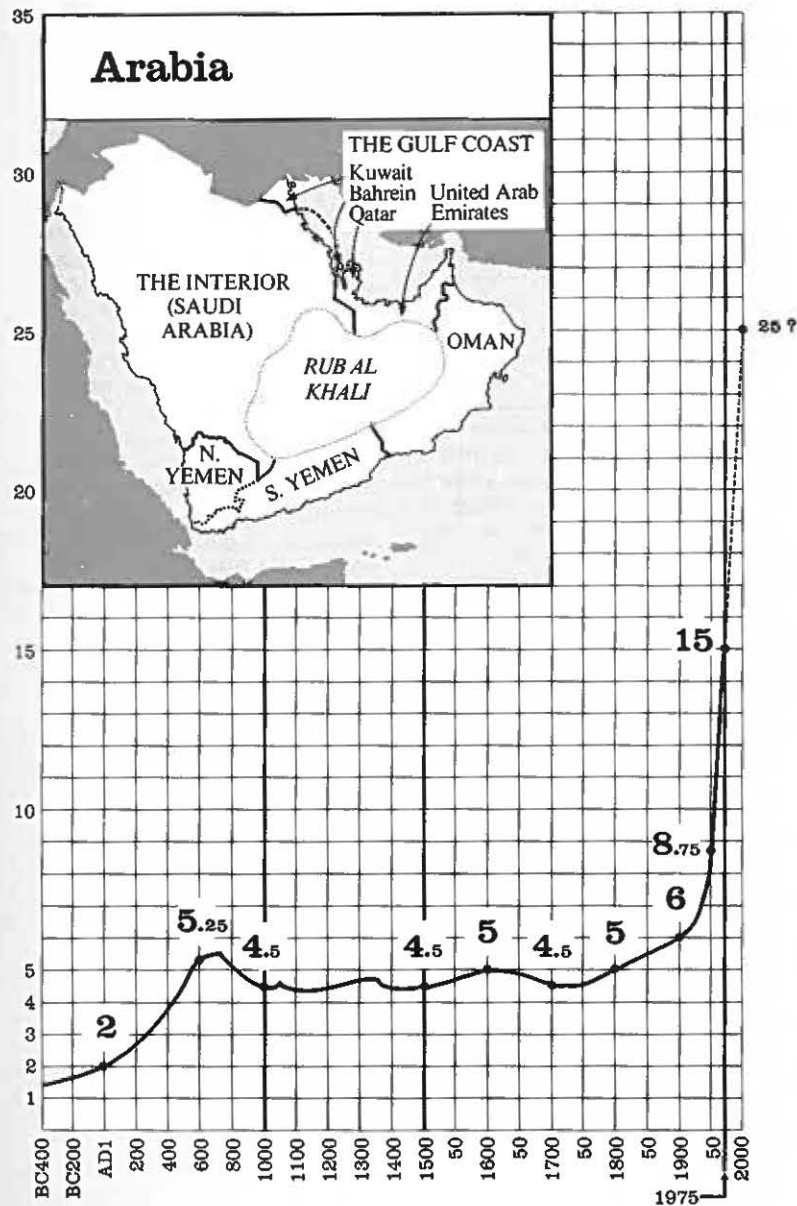 Arabia
THE GULF COAST
Kuwait
Bahrein
Qatar
United Arab
Emirates
THE INTERIOR
(SAUDI
ARABIA)
RUB AL
KHALI
OMAN
N.
YEMEN
S. YEMEN
35
30
25
20
15
10
5
4
3
2
1
2
5.25
4.5
4.5
5
4.5
5
6
8.75
15
25 ?
BC400
BC200
AD1
200
400
600
800
1000
1100
1200
1300
1400
1500
50
1600
50
1700
50
1800
50
1900
50
2000
1975